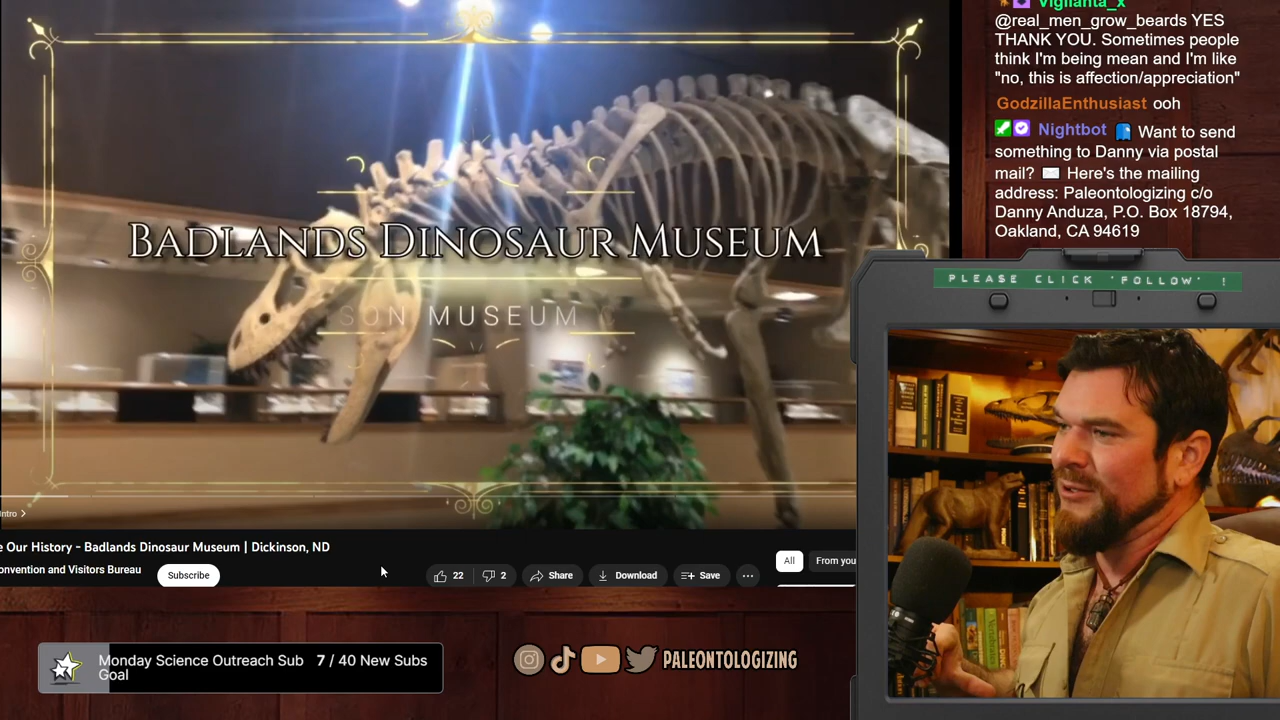 Vigilanta_x
@real_men_grow_beards YES
THANK YOU. Sometimes people
think I'm being mean and I'm like
"no, this is affection/appreciation"
GodzillaEnthusiast ooh
Nightbot Want to send
something to Danny via postal
mail? Here's the mailing
address: Paleontologizing c/o
Danny Anduza, P.O. Box 18794,
Oakland, CA 94619
BADLANDS DINOSAUR MUSEUM
SON MUSEUM
PLEASE CLICK 'FOLLOW' !
Intro
e Our History - Badlands Dinosaur Museum | Dickinson, ND
onvention and Visitors Bureau
Subscribe
22
2
Share
Download
Save
All
From you
Monday Science Outreach Sub Goal
7 / 40 New Subs
PALEONTOLOGIZING